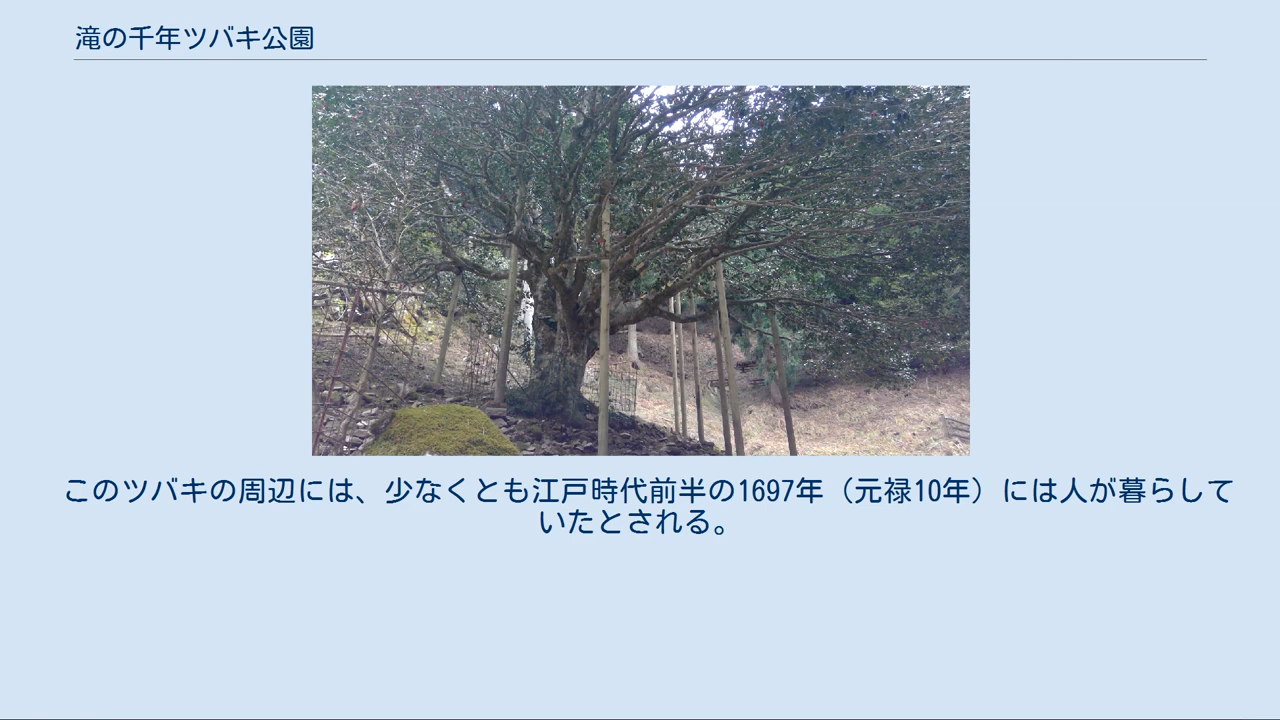 滝の千年ツバキ公園
このツバキの周辺には、少なくとも江戸時代前半の1697年（元禄10年）には人が暮らして
いたとされる。